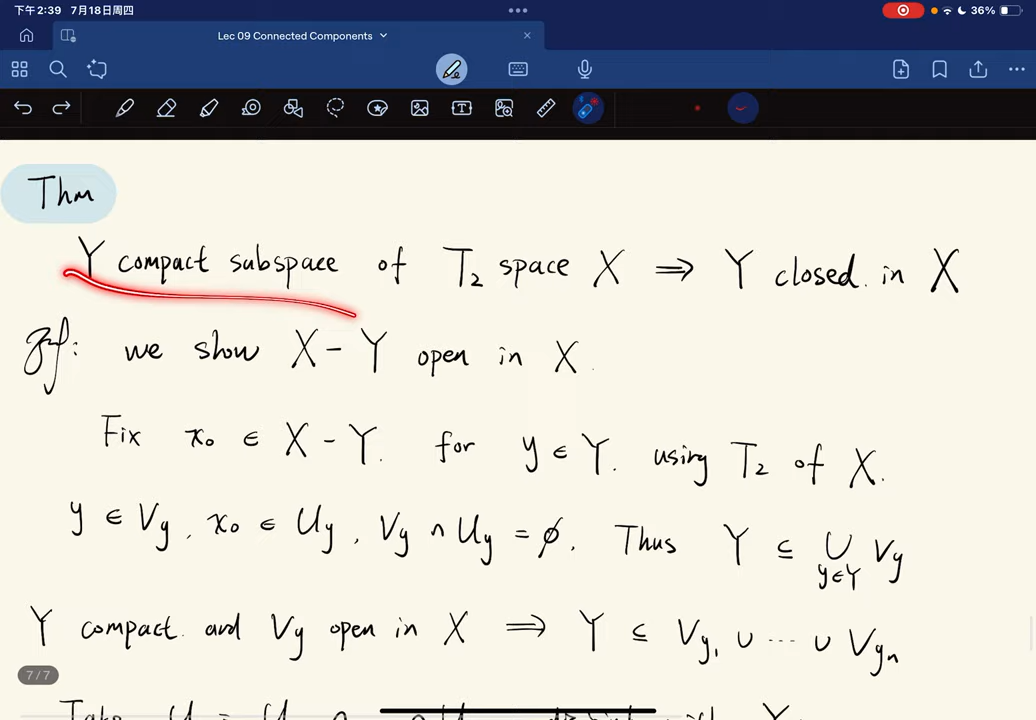 下午2:39 7月18日周四 36%
Lec 09 Connected Components
Thm
Y compact subspace of T₂ space X ⇒ Y closed in X
pf: we show X - Y open in X.
Fix x₀ ∈ X - Y. for y ∈ Y. using T₂ of X.
y ∈ Vy, x₀ ∈ Uy, Vy ∩ Uy = ∅. Thus Y ⊆ ∪ Vy
y∈Y
Y compact and Vy open in X ⇒ Y ⊆ Vy₁ ∪ ... ∪ Vyₙ
7 / 7
Take U = U ∩ disjoint Y